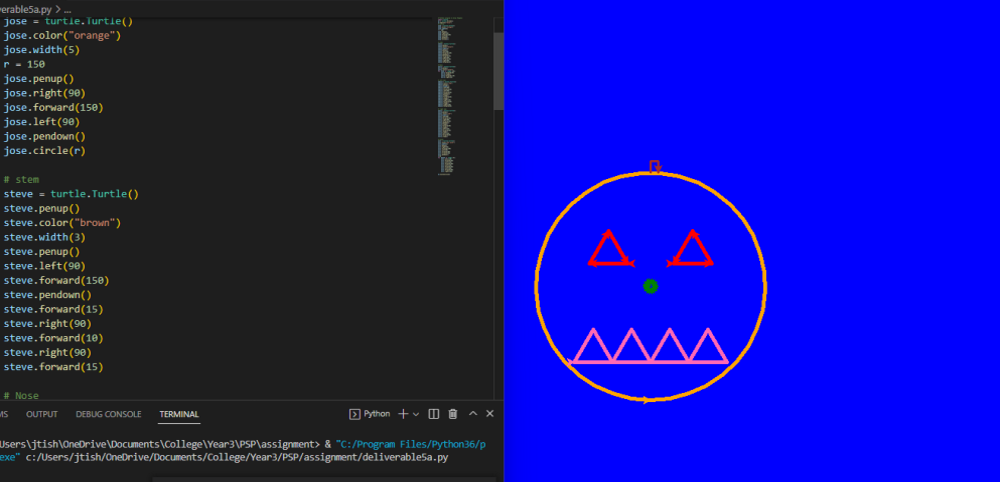 erable5a.py > ...
jose = turtle.Turtle()
jose.color("orange")
jose.width(5)
r = 150
jose.penup()
jose.right(90)
jose.forward(150)
jose.left(90)
jose.pendown()
jose.circle(r)
# stem
steve = turtle.Turtle()
steve.penup()
steve.color("brown")
steve.width(3)
steve.penup()
steve.left(90)
steve.forward(150)
steve.pendown()
steve.forward(15)
steve.right(90)
steve.forward(10)
steve.right(90)
steve.forward(15)
# Nose
MS OUTPUT DEBUG CONSOLE TERMINAL Python
Users\jtish\OneDrive\Documents\College\Year3\PSP\assignment> & "C:/Program Files/Python36/p
exe" c:/Users/jtish/OneDrive/Documents/College/Year3/PSP/assignment/deliverable5a.py